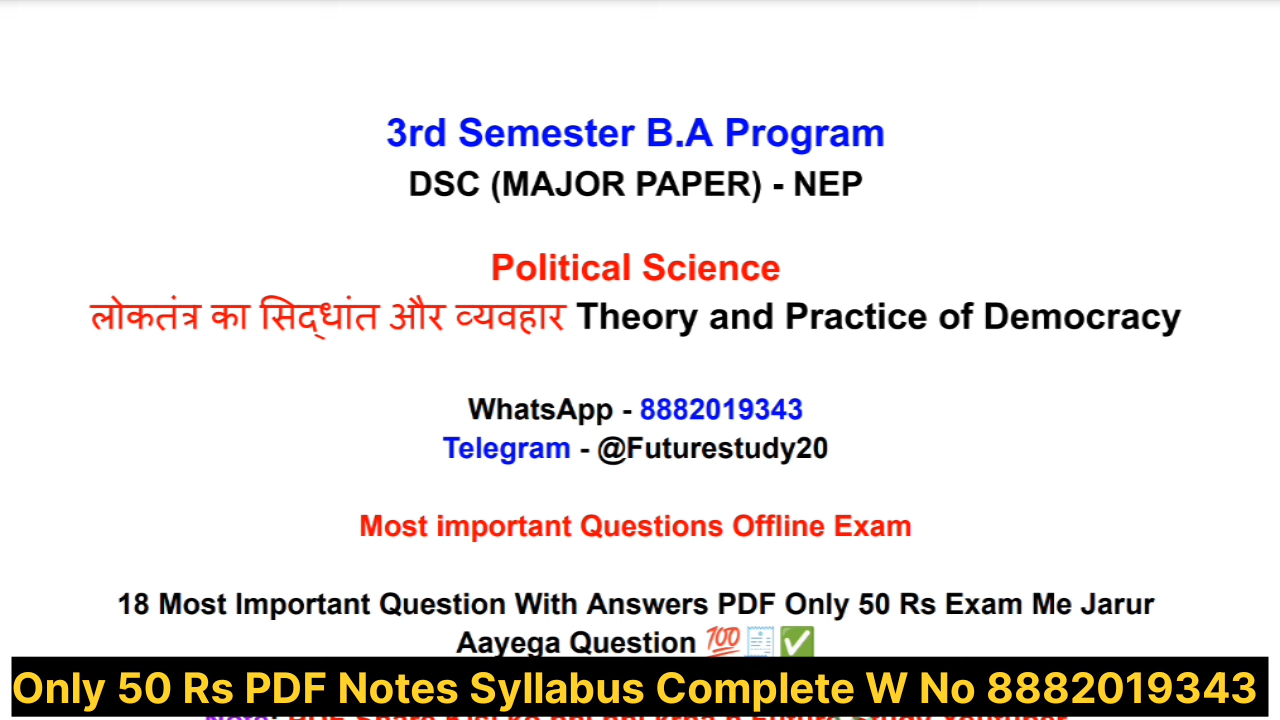 3rd Semester B.A Program
DSC (MAJOR PAPER) - NEP
Political Science
लोकतंत्र का सिद्धांत और व्यवहार Theory and Practice of Democracy
WhatsApp - 8882019343
Telegram - @Futurestudy20
Most important Questions Offline Exam
18 Most Important Question With Answers PDF Only 50 Rs Exam Me Jarur
Aayega Question 💯🧾✅
Only 50 Rs PDF Notes Syllabus Complete W No 8882019343